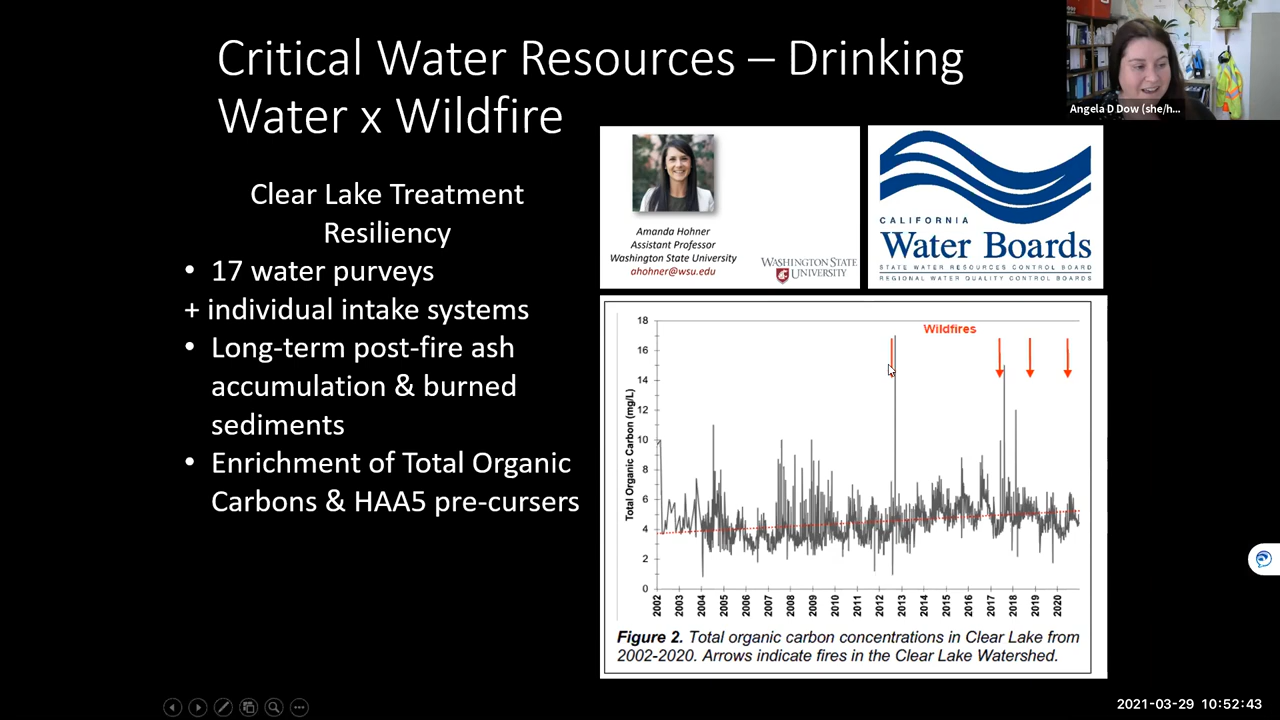 Critical Water Resources – Drinking
Water x Wildfire
Angela D Dow (she/h...
Clear Lake Treatment
Resiliency
• 17 water purveys
+ individual intake systems
• Long-term post-fire ash
accumulation & burned
sediments
• Enrichment of Total Organic
Carbons & HAA5 pre-cursers
Amanda Hohner
Assistant Professor
Washington State University
ahohner@wsu.edu
WASHINGTON STATE
UNIVERSITY
CALIFORNIA
Water Boards
STATE WATER RESOURCES CONTROL BOARD
REGIONAL WATER QUALITY CONTROL BOARDS
Wildfires
Total Organic Carbon (mg/L)
18
16
14
12
10
8
6
4
2
0
2002 2003 2004 2005 2006 2007 2008 2009 2010 2011 2012 2013 2014 2015 2016 2017 2018 2019 2020
Figure 2. Total organic carbon concentrations in Clear Lake from
2002-2020. Arrows indicate fires in the Clear Lake Watershed.
2021-03-29 10:52:43